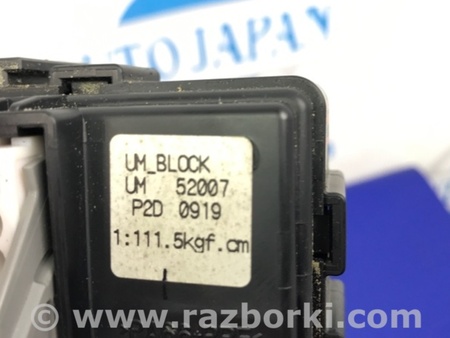 AUTO JAPAN
UM_BLOCK
UM 52007
P2D 0919
1:111.5kgf.cm
www.razborki.com